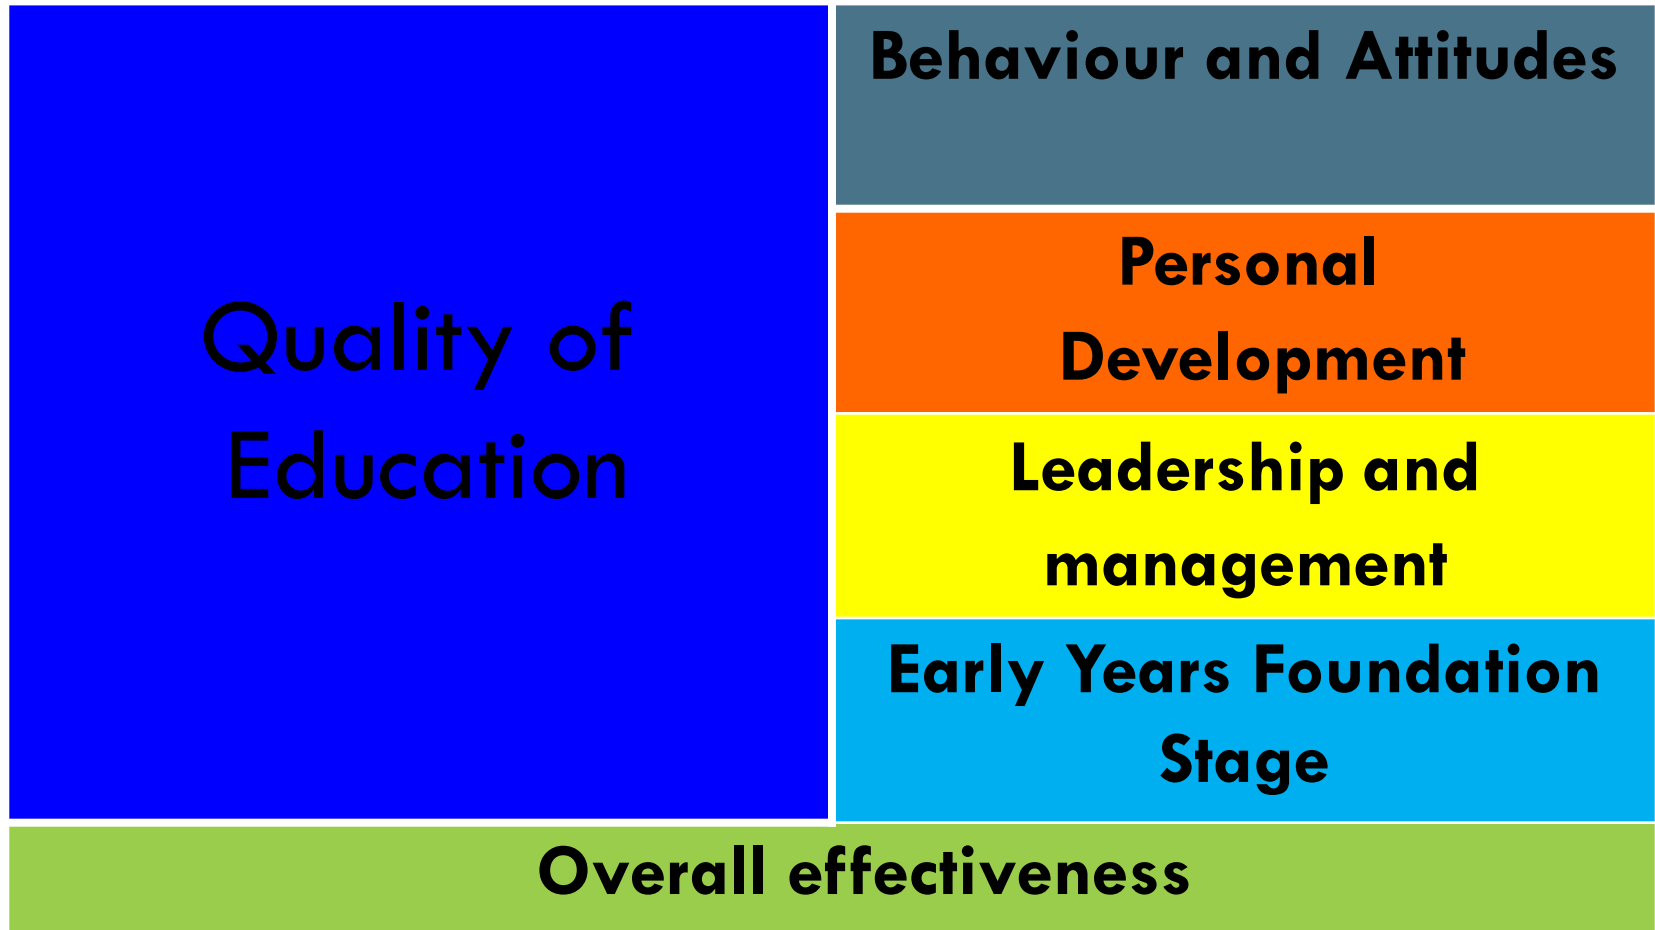 Quality of
Education
Behaviour and Attitudes
Personal
Development
Leadership and
management
Early Years Foundation
Stage
Overall effectiveness